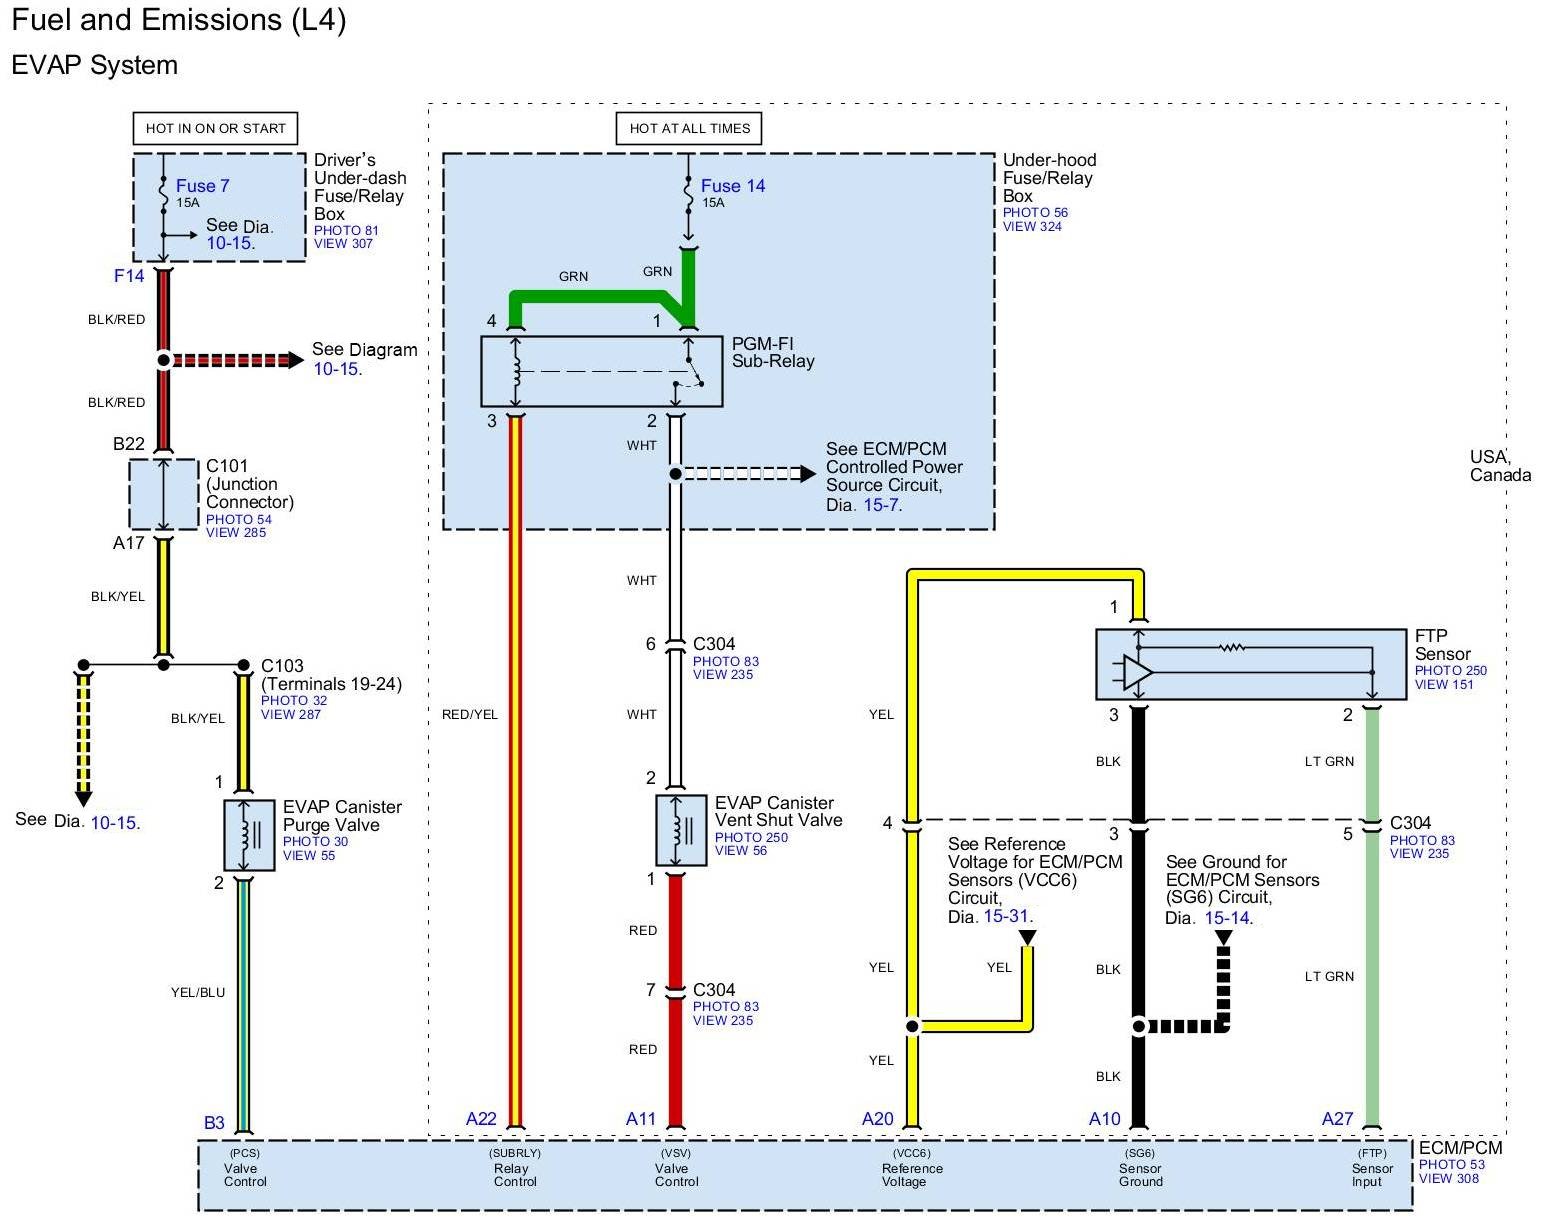 Fuel and Emissions (L4)
EVAP System
HOT IN ON OR START
Fuse 7
15A
See Dia.
10-15.
Driver's
Under-dash
Fuse/Relay
Box
PHOTO 81
VIEW 307
F14
BLK/RED
See Diagram
10-15.
BLK/RED
B22
C101
(Junction
Connector)
PHOTO 54
VIEW 285
A17
BLK/YEL
C103
(Terminals 19-24)
PHOTO 32
VIEW 287
BLK/YEL
See Dia. 10-15.
1
EVAP Canister
Purge Valve
PHOTO 30
VIEW 55
2
YEL/BLU
B3
HOT AT ALL TIMES
Fuse 14
15A
Under-hood
Fuse/Relay
Box
PHOTO 56
VIEW 324
GRN
GRN
4
1
PGM-FI
Sub-Relay
3
2
WHT
See ECM/PCM
Controlled Power
Source Circuit,
Dia. 15-7.
USA,
Canada
WHT
6
C304
PHOTO 83
VIEW 235
RED/YEL
WHT
2
EVAP Canister
Vent Shut Valve
PHOTO 250
VIEW 56
1
RED
7
C304
PHOTO 83
VIEW 235
RED
A22
A11
1
FTP
Sensor
PHOTO 250
VIEW 151
3
2
YEL
BLK
LT GRN
4
3
5
C304
PHOTO 83
VIEW 235
See Reference
Voltage for ECM/PCM
Sensors (VCC6)
Circuit,
Dia. 15-31.
See Ground for
ECM/PCM Sensors
(SG6) Circuit,
Dia. 15-14.
YEL
YEL
BLK
LT GRN
YEL
BLK
A20
A10
A27
ECM/PCM
PHOTO 53
VIEW 308
(PCS)
Valve
Control
(SUBRLY)
Relay
Control
(VSV)
Valve
Control
(VCC6)
Reference
Voltage
(SG6)
Sensor
Ground
(FTP)
Sensor
Input